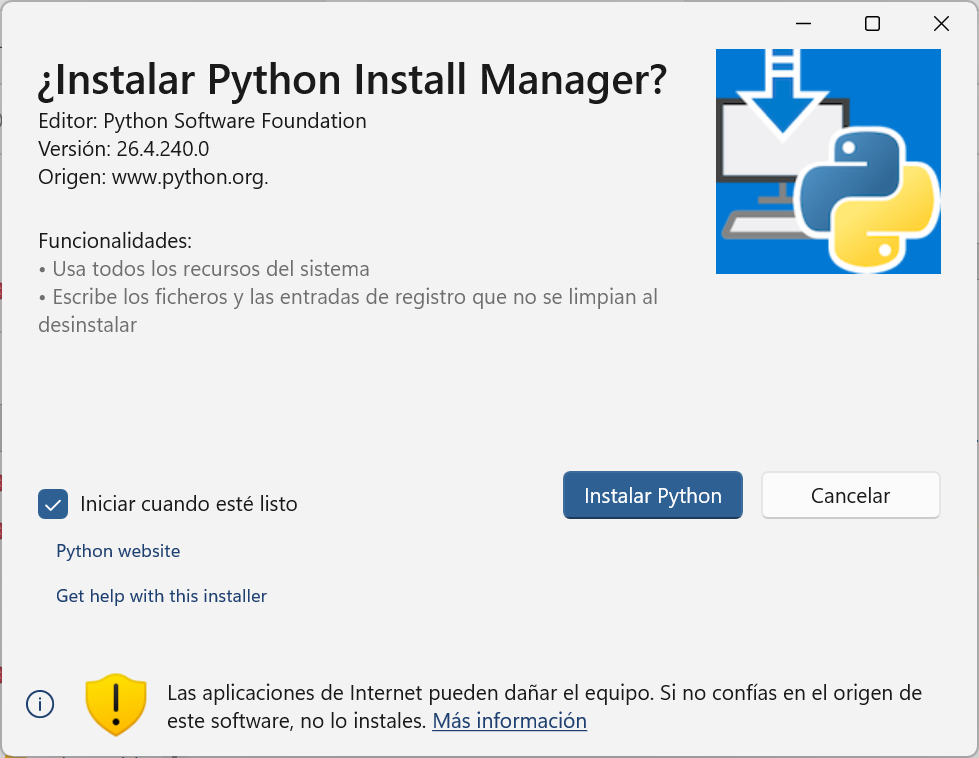 ¿Instalar Python Install Manager?
Editor: Python Software Foundation
Versión: 26.4.240.0
Origen: www.python.org.
Funcionalidades:
• Usa todos los recursos del sistema
• Escribe los ficheros y las entradas de registro que no se limpian al
desinstalar
Iniciar cuando esté listo
Instalar Python
Cancelar
Python website
Get help with this installer
Las aplicaciones de Internet pueden dañar el equipo. Si no confías en el origen de
este software, no lo instales. Más información